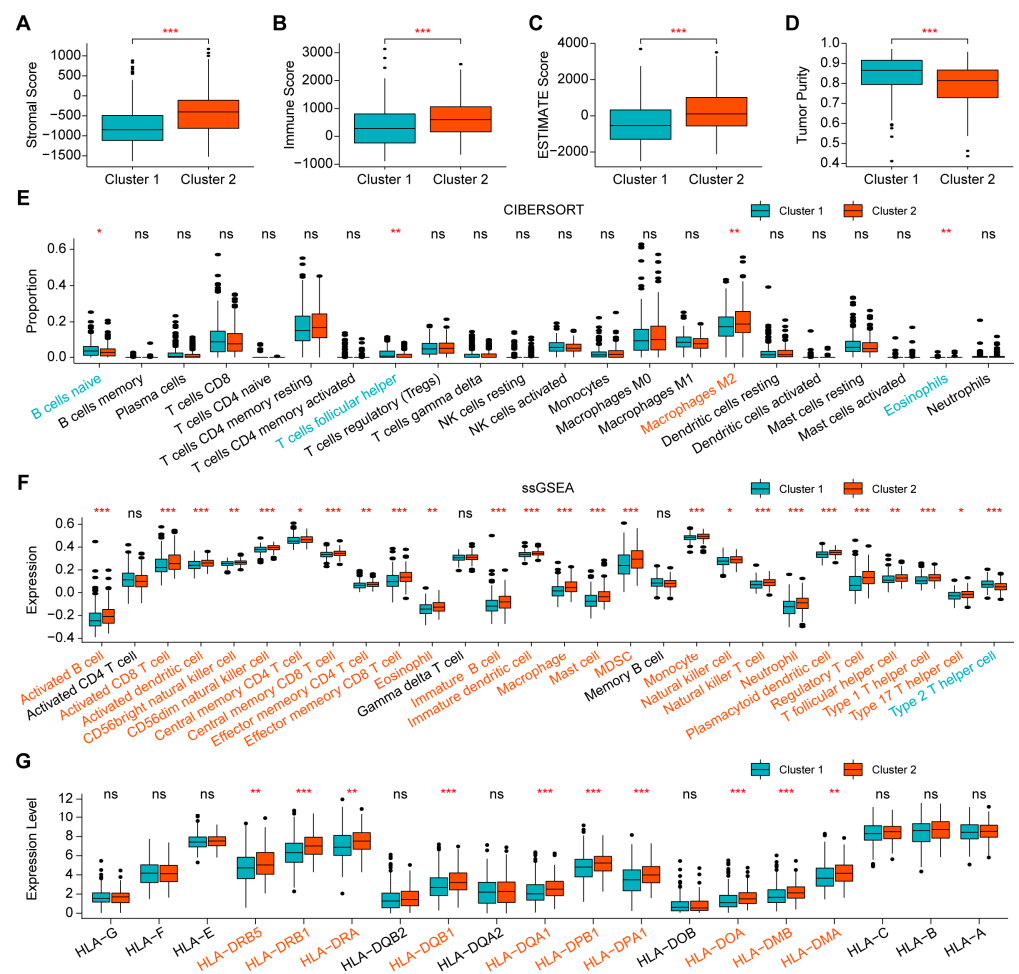 A
***
Stromal Score
1000
500
0
−500
−1000
−1500
Cluster 1
Cluster 2
B
***
Immune Score
3000
2000
1000
0
−1000
Cluster 1
Cluster 2
C
***
ESTIMATE Score
4000
2000
0
−2000
Cluster 1
Cluster 2
D
***
Tumor Purity
1.0
0.9
0.8
0.7
0.6
0.5
0.4
Cluster 1
Cluster 2
E
CIBERSORT
Cluster 1
Cluster 2
* ns ns ns ns ns ns ** ns ns ns ns ns ns ns ** ns ns ns ns ** ns
Proportion
0.6
0.4
0.2
0.0
B cells naive
B cells memory
Plasma cells
T cells CD8
T cells CD4 naive
T cells CD4 memory resting
T cells CD4 memory activated
T cells follicular helper
T cells regulatory (Tregs)
T cells gamma delta
NK cells resting
NK cells activated
Monocytes
Macrophages M0
Macrophages M1
Macrophages M2
Dendritic cells resting
Dendritic cells activated
Mast cells resting
Mast cells activated
Eosinophils
Neutrophils
F
ssGSEA
Cluster 1
Cluster 2
*** ns *** *** ** *** * *** ** *** ** ns *** *** *** *** *** ns *** * *** *** *** *** ** *** * ***
Expression
0.6
0.4
0.2
0.0
−0.2
−0.4
Activated B cell
Activated CD4 T cell
Activated CD8 T cell
Activated dendritic cell
CD56bright natural killer cell
CD56dim natural killer cell
Central memory CD4 T cell
Central memory CD8 T cell
Effector memory CD4 T cell
Effector memory CD8 T cell
Eosinophil
Gamma delta T cell
Immature B cell
Immature dendritic cell
Macrophage
Mast cell
MDSC
Memory B cell
Monocyte
Natural killer cell
Natural killer T cell
Neutrophil
Plasmacytoid dendritic cell
Regulatory T cell
T follicular helper cell
Type 1 T helper cell
Type 17 T helper cell
Type 2 T helper cell
G
Cluster 1
Cluster 2
ns ns ns ** *** ** ns *** ns *** *** *** ns *** *** ** ns ns ns
Expression Level
12
10
8
6
4
2
0
HLA−G
HLA−F
HLA−E
HLA−DRB5
HLA−DRB1
HLA−DRA
HLA−DQB2
HLA−DQB1
HLA−DQA2
HLA−DQA1
HLA−DPB1
HLA−DPA1
HLA−DOB
HLA−DOA
HLA−DMB
HLA−DMA
HLA−C
HLA−B
HLA−A